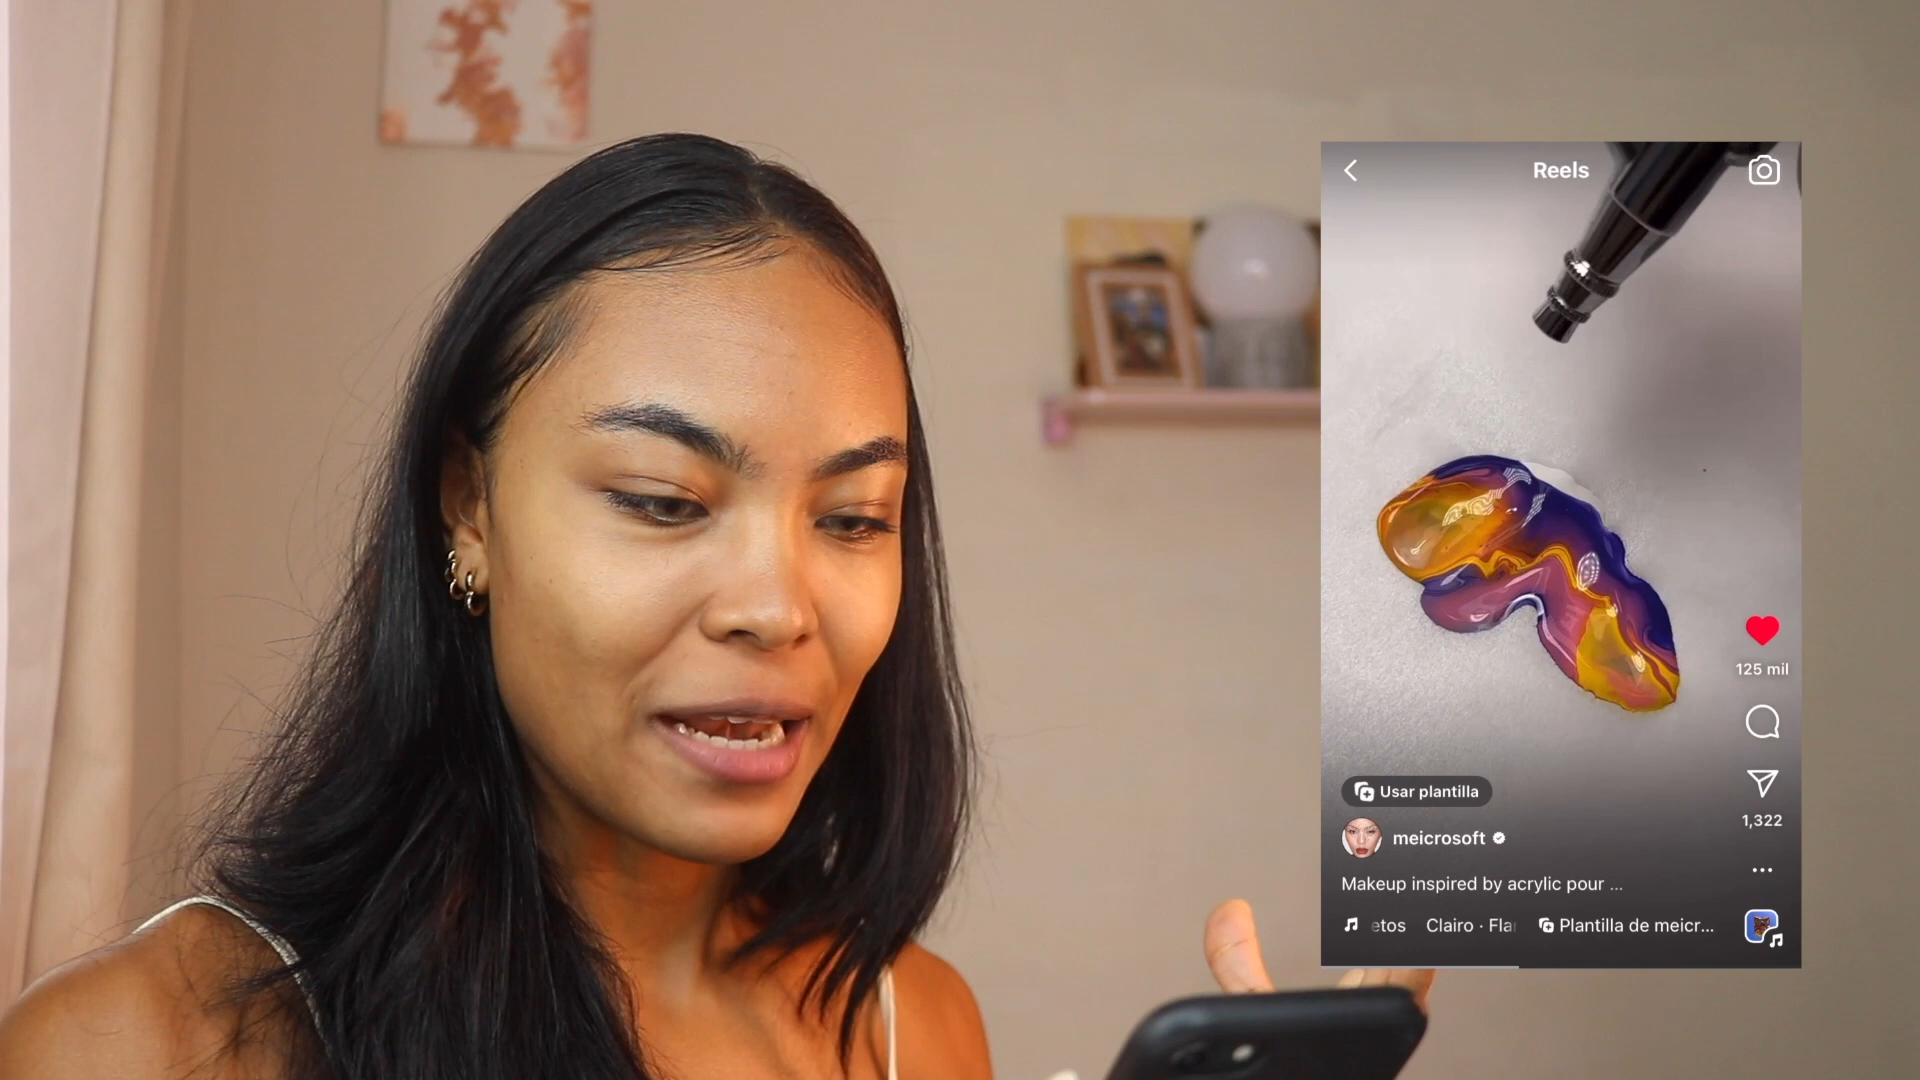 Reels
125 mil
Usar plantilla
1,322
meicrosoft
Makeup inspired by acrylic pour ...
etos Clairo · Fla Plantilla de meicr...